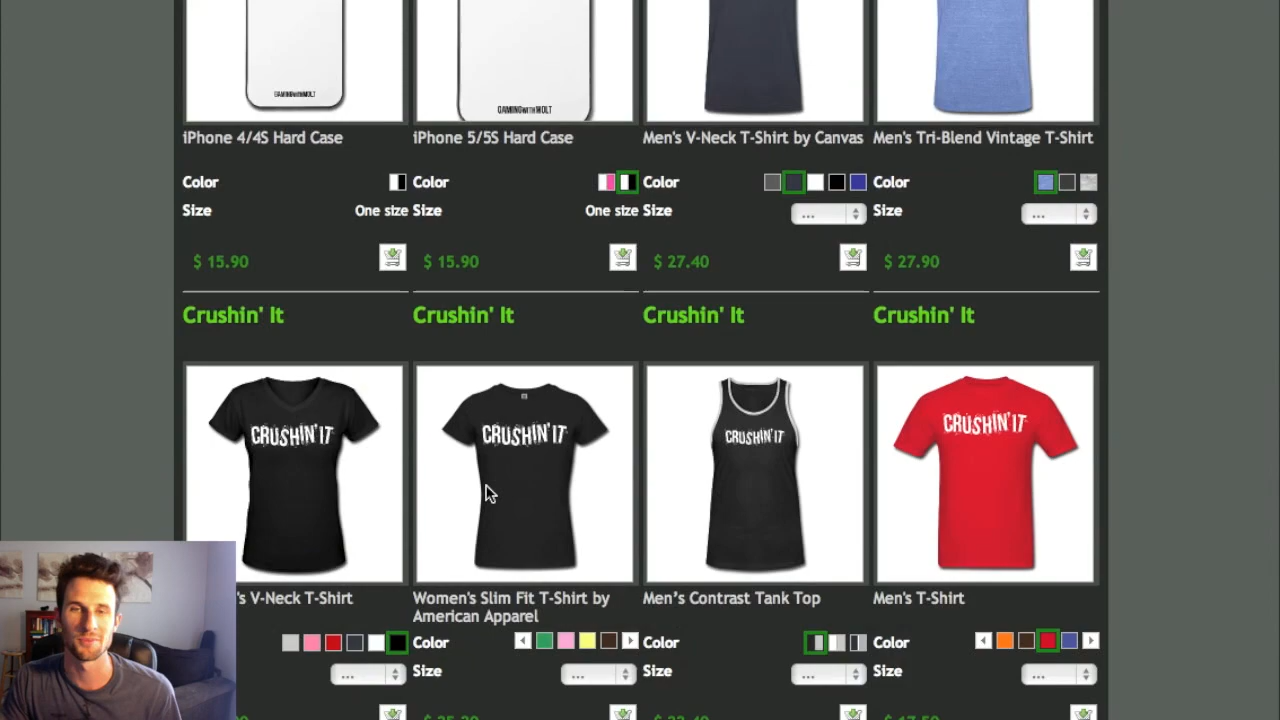 GAMINGWITHMOLT
GAMINGWITHMOLT
iPhone 4/4S Hard Case
iPhone 5/5S Hard Case
Men's V-Neck T-Shirt by Canvas
Men's Tri-Blend Vintage T-Shirt
Color
Color
Color
Color
Size
One size
Size
One size
Size
...
Size
...
$ 15.90
$ 15.90
$ 27.40
$ 27.90
Crushin' It
Crushin' It
Crushin' It
Crushin' It
CRUSHIN' IT
CRUSHIN' IT
CRUSHIN' IT
CRUSHIN' IT
's V-Neck T-Shirt
Women's Slim Fit T-Shirt by
American Apparel
Men's Contrast Tank Top
Men's T-Shirt
Color
Color
Color
...
Size
...
Size
...
Size
...